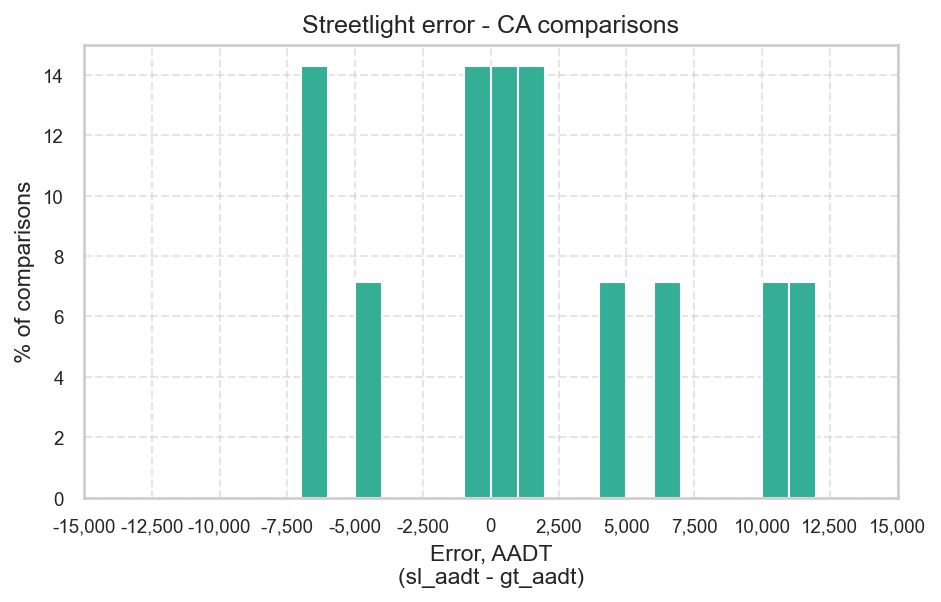 Streetlight error - CA comparisons
% of comparisons
14
12
10
8
6
4
2
0
-15,000 -12,500 -10,000 -7,500 -5,000 -2,500 0 2,500 5,000 7,500 10,000 12,500 15,000
Error, AADT
(sl_aadt - gt_aadt)